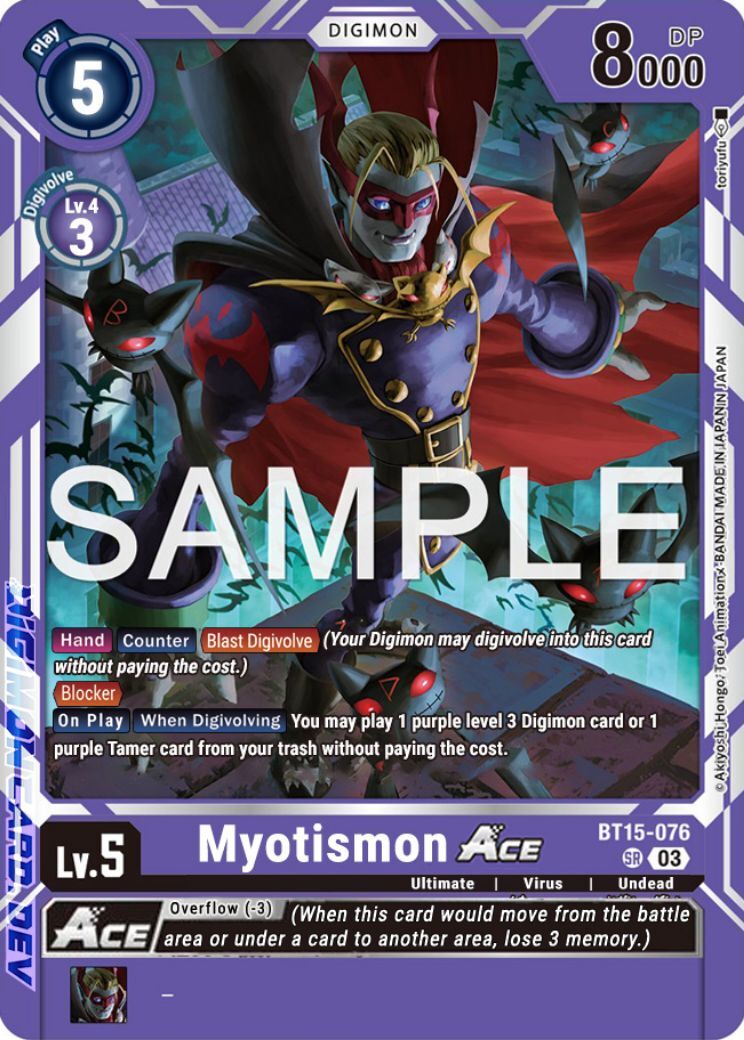 DIGIMON
Play
5
DP
8000
Digivolve
Lv.4
3
toriyufu
B
C
SAMPLE
Hand Counter Blast Digivolve (Your Digimon may digivolve into this card
without paying the cost.)
Blocker
On Play When Digivolving You may play 1 purple level 3 Digimon card or 1
purple Tamer card from your trash without paying the cost.
©Akiyoshi Hongo, Toei Animation・BANDAI MADE IN JAPANIN JAPAN
DIGIMONCARD.DEV
Lv.5
Myotismon ACE
BT15-076
SR 03
Ultimate | Virus | Undead
ACE
Overflow (-3) (When this card would move from the battle
area or under a card to another area, lose 3 memory.)
–